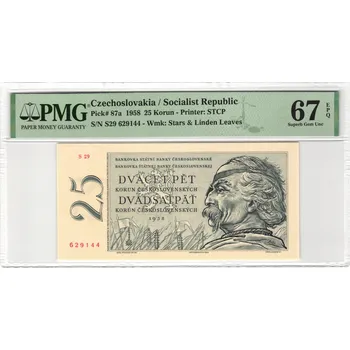 PMG
PAPER MONEY GUARANTY
Czechoslovakia / Socialist Republic
Pick# 87a 1958 25 Korun - Printer: STCP
S/N S29 629144 - Wmk: Stars & Linden Leaves
67 EPQ
Superb Gem Unc
S 29
25
BANKOVKA STÁTNÍ BANKY ČESKOSLOVENSKÉ
DVACET PĚT
KORUN ČESKOSLOVENSKÝCH
DVADSAŤPÄŤ
KORÚN ČESKOSLOVENSKÝCH
1958
629144